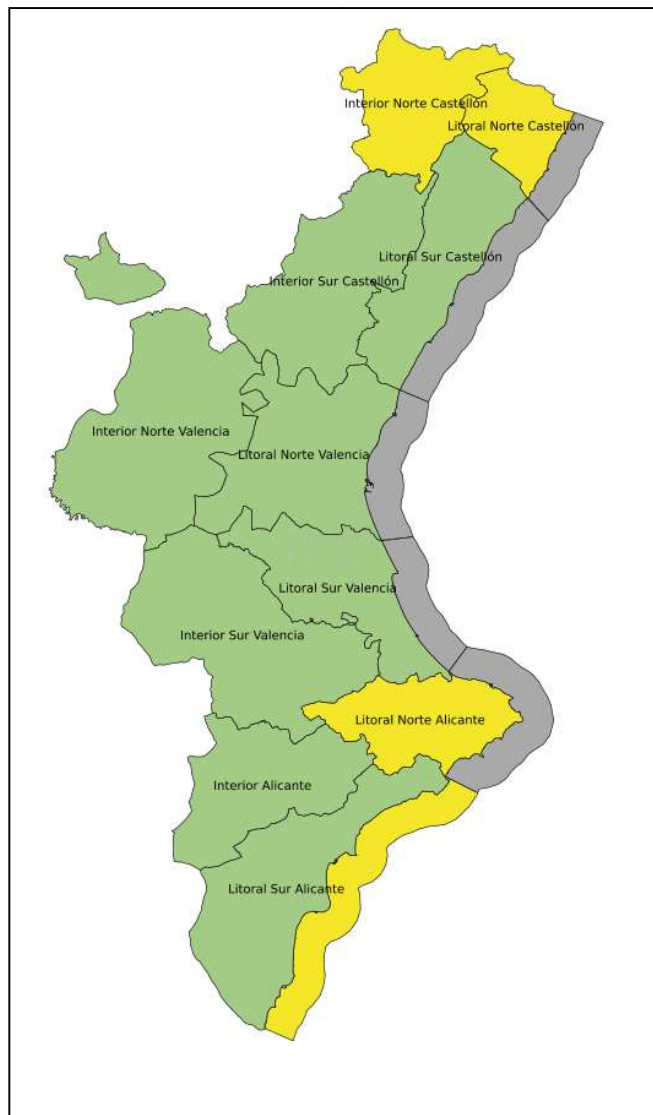 Interior Norte Castellón
Litoral Norte Castellón
Litoral Sur Castellón
Interior Sur Castellón
Interior Norte Valencia
Litoral Norte Valencia
Litoral Sur Valencia
Interior Sur Valencia
Litoral Norte Alicante
Interior Alicante
Litoral Sur Alicante